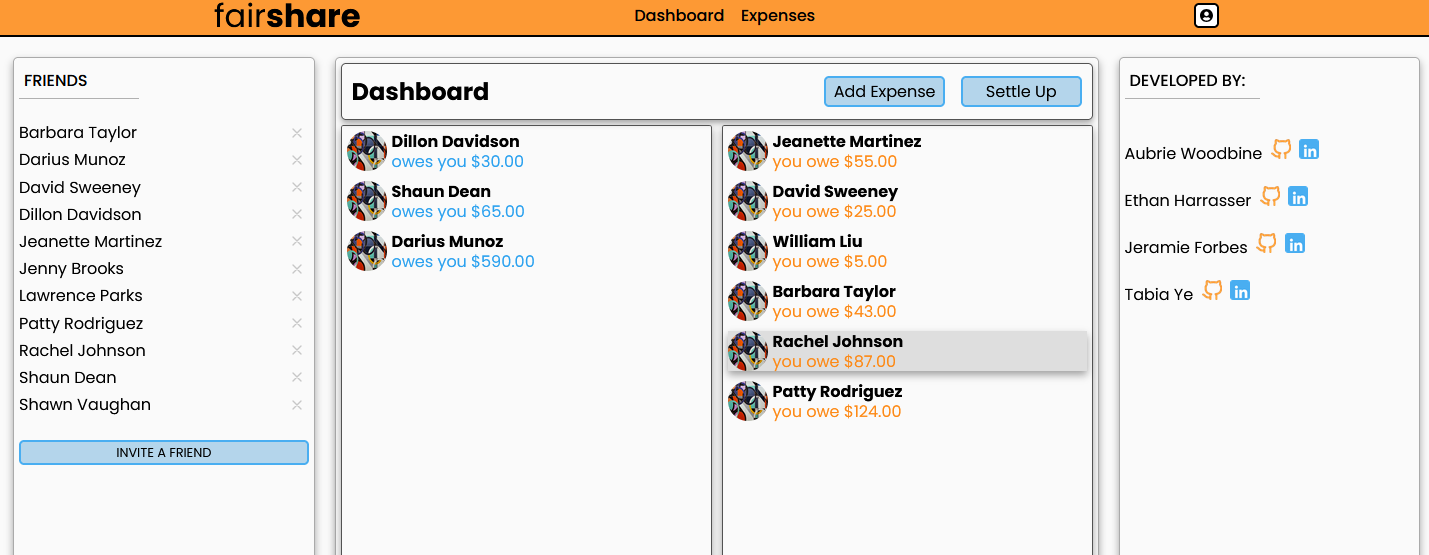 fairshare
Dashboard Expenses
FRIENDS
Barbara Taylor
Darius Munoz
David Sweeney
Dillon Davidson
Jeanette Martinez
Jenny Brooks
Lawrence Parks
Patty Rodriguez
Rachel Johnson
Shaun Dean
Shawn Vaughan
INVITE A FRIEND
Dashboard
Add Expense
Settle Up
Dillon Davidson
owes you $30.00
Shaun Dean
owes you $65.00
Darius Munoz
owes you $590.00
Jeanette Martinez
you owe $55.00
David Sweeney
you owe $25.00
William Liu
you owe $5.00
Barbara Taylor
you owe $43.00
Rachel Johnson
you owe $87.00
Patty Rodriguez
you owe $124.00
DEVELOPED BY:
Aubrie Woodbine in
Ethan Harrasser in
Jeramie Forbes in
Tabia Ye in